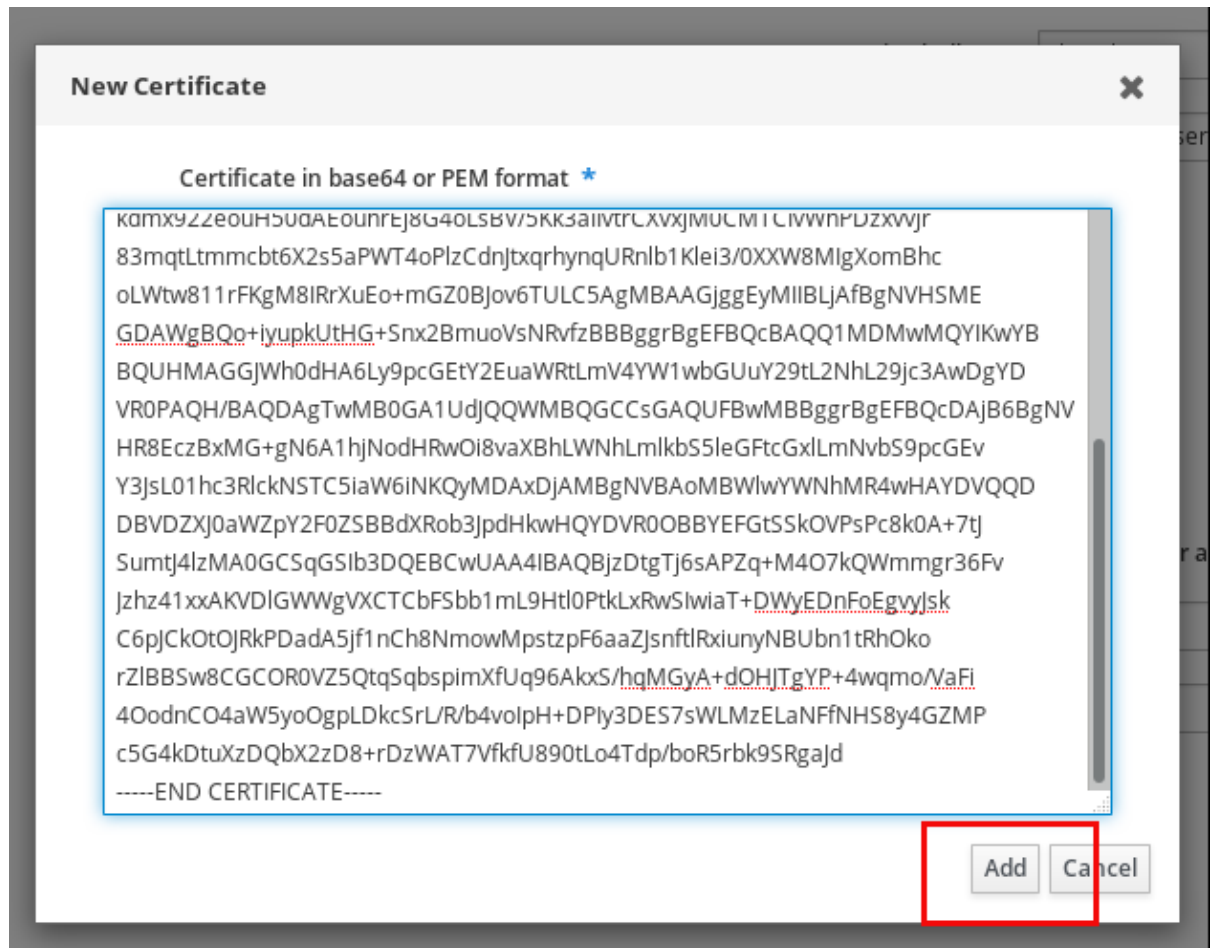 New Certificate
ser
Certificate in base64 or PEM format *
83mqtLtmmcbt6X2s5aPWT4oPlzCdnJtxqrhynqURnlb1Klei3/0XXW8MIgXomBhc
oLWtw811rFKgM8IRrXuEo+mGZ0BJov6TULC5AgMBAAGjggEyMIIBLjAfBgNVHSME
GDAWgBQo+iyupkUtHG+Snx2BmuoVsNRvfzBBBggrBgEFBQcBAQQ1MDMwMQYIKwYB
BQUHMAGGJWh0dHA6Ly9pcGEtY2EuaWRtLmV4YW1wbGUuY29tL2NhL29jc3AwDgYD
VR0PAQH/BAQDAgTwMB0GA1UdJQQWMBQGCCsGAQUFBwMBBggrBgEFBQcDAjB6BgNV
HR8EczBxMG+gN6A1hjNodHRwOi8vaXBhLWNhLmlkbS5leGFtcGxlLmNvbS9pcGEv
Y3JsL01hc3RlckNSTC5iaW6iNKQyMDAxDjAMBgNVBAoMBWlwYWNhMR4wHAYDVQQD
DBVDZXJ0aWZpY2F0ZSBBdXRob3JpdHkwHQYDVR0OBBYEFGtSSkOVPsPc8k0A+7tJ
SumtJ4lzMA0GCSqGSIb3DQEBCwUAA4IBAQBjzDtgTj6sAPZq+M4O7kQWmmgr36Fv
r a
Jzhz41xxAKVDlGWWgVXCTCbFSbb1mL9Htl0PtkLxRwSIwiaT+DWyEDnFoEgvyJsk
C6pJCkOtOJRkPDadA5jf1nCh8NmowMpstzpF6aaZJsnftlRxiunyNBUbn1tRhOko
rZlBBSw8CGCOR0VZ5QtqSqbspimXfUq96AkxS/hqMGyA+dOHJTgYP+4wqmo/VaFi
4OodnCO4aW5yoOgpLDkcSrL/R/b4voIpH+DPIy3DES7sWLMzELaNFfNHS8y4GZMP
c5G4kDtuXzDQbX2zD8+rDzWAT7VfkfU890tLo4Tdp/boR5rbk9SRgaJd
-----END CERTIFICATE-----
Add
Cancel